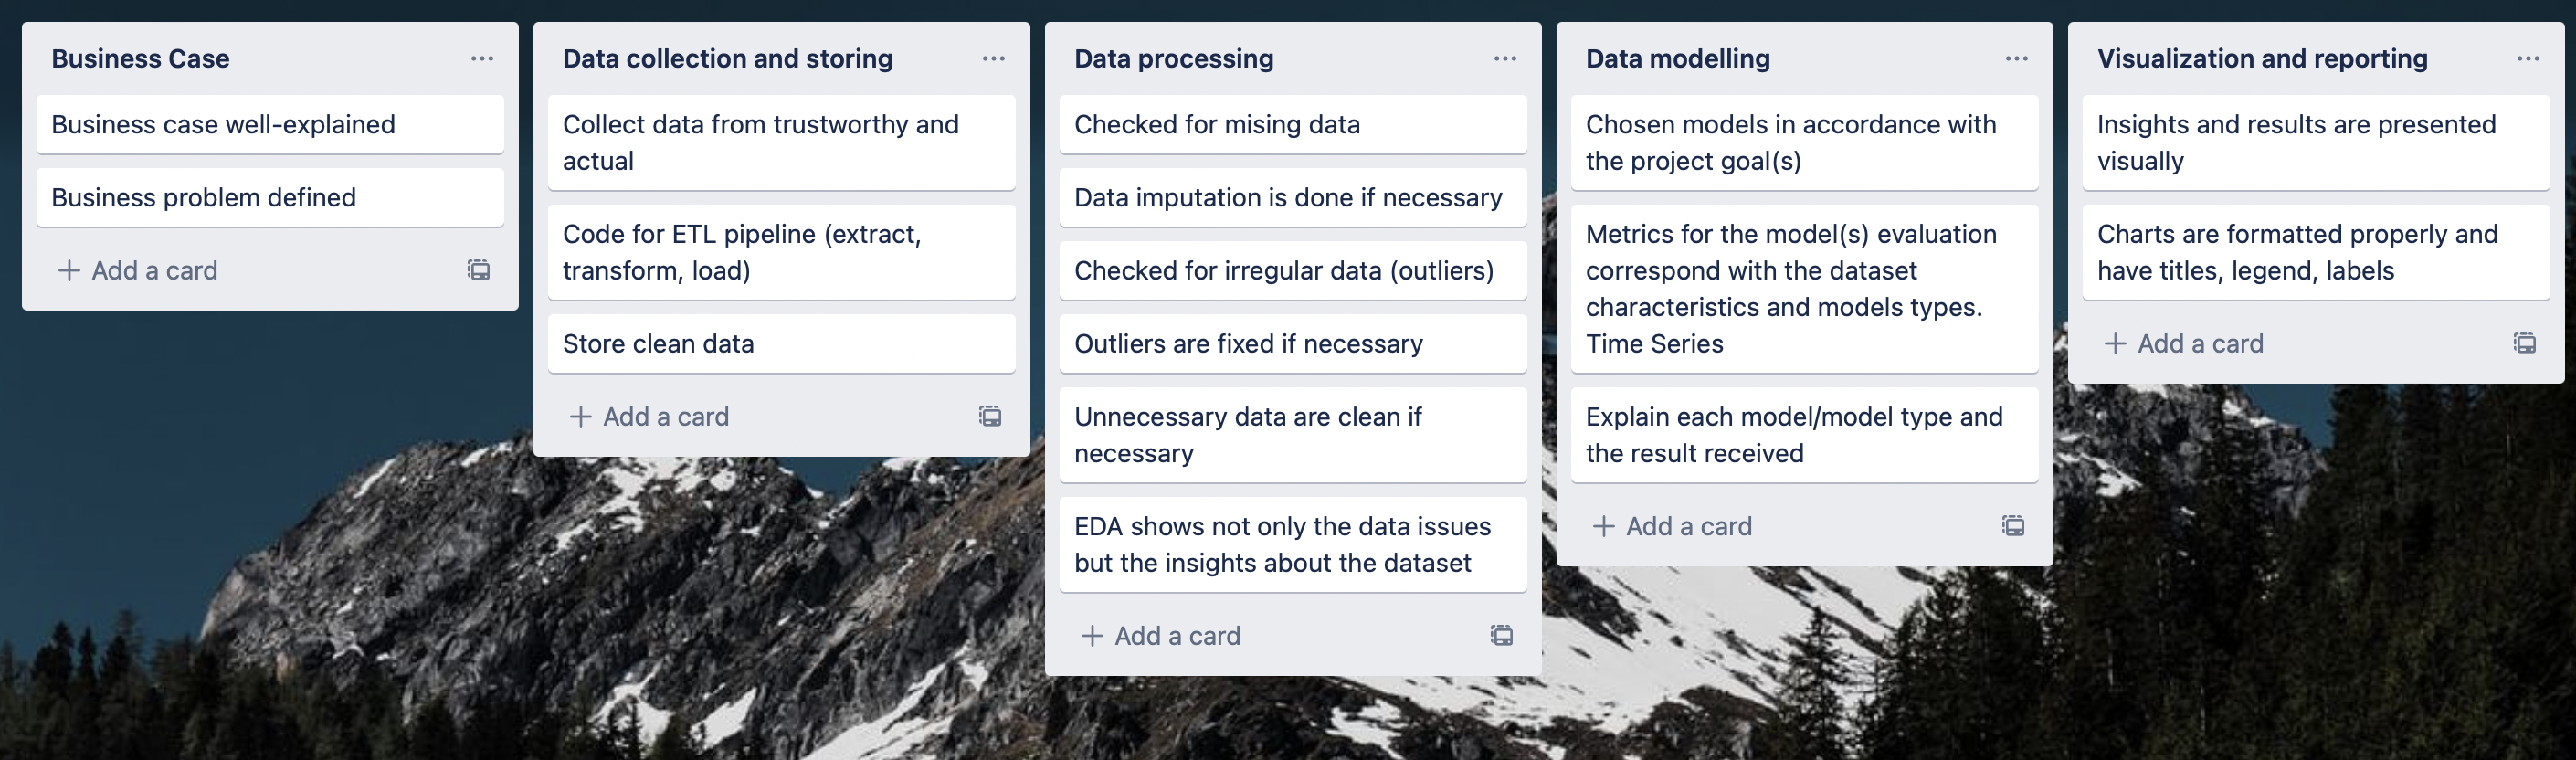 Business Case
Business case well-explained
Business problem defined
Add a card
Data collection and storing
Collect data from trustworthy and
actual
Code for ETL pipeline (extract,
transform, load)
Store clean data
Add a card
Data processing
Checked for mising data
Data imputation is done if necessary
Checked for irregular data (outliers)
Outliers are fixed if necessary
Unnecessary data are clean if
necessary
EDA shows not only the data issues
but the insights about the dataset
Add a card
Data modelling
Chosen models in accordance with
the project goal(s)
Metrics for the model(s) evaluation
correspond with the dataset
characteristics and models types.
Time Series
Explain each model/model type and
the result received
Add a card
Visualization and reporting
Insights and results are presented
visually
Charts are formatted properly and
have titles, legend, labels
Add a card